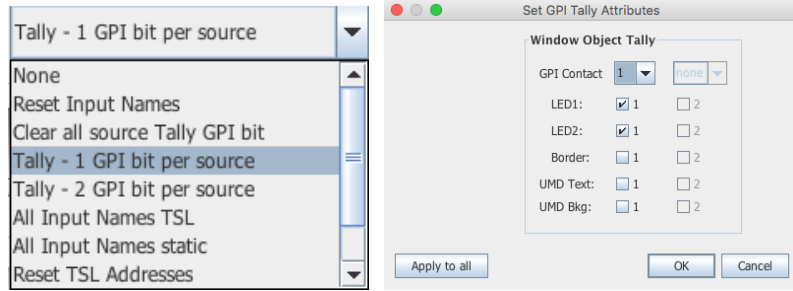 Tally - 1 GPI bit per source
None
Reset Input Names
Clear all source Tally GPI bit
Tally - 1 GPI bit per source
Tally - 2 GPI bit per source
All Input Names TSL
All Input Names static
Reset TSL Addresses
Set GPI Tally Attributes
Window Object Tally
GPI Contact 1 none
LED1: 1 2
LED2: 1 2
Border: 1 2
UMD Text: 1 2
UMD Bkg: 1 2
Apply to all OK Cancel